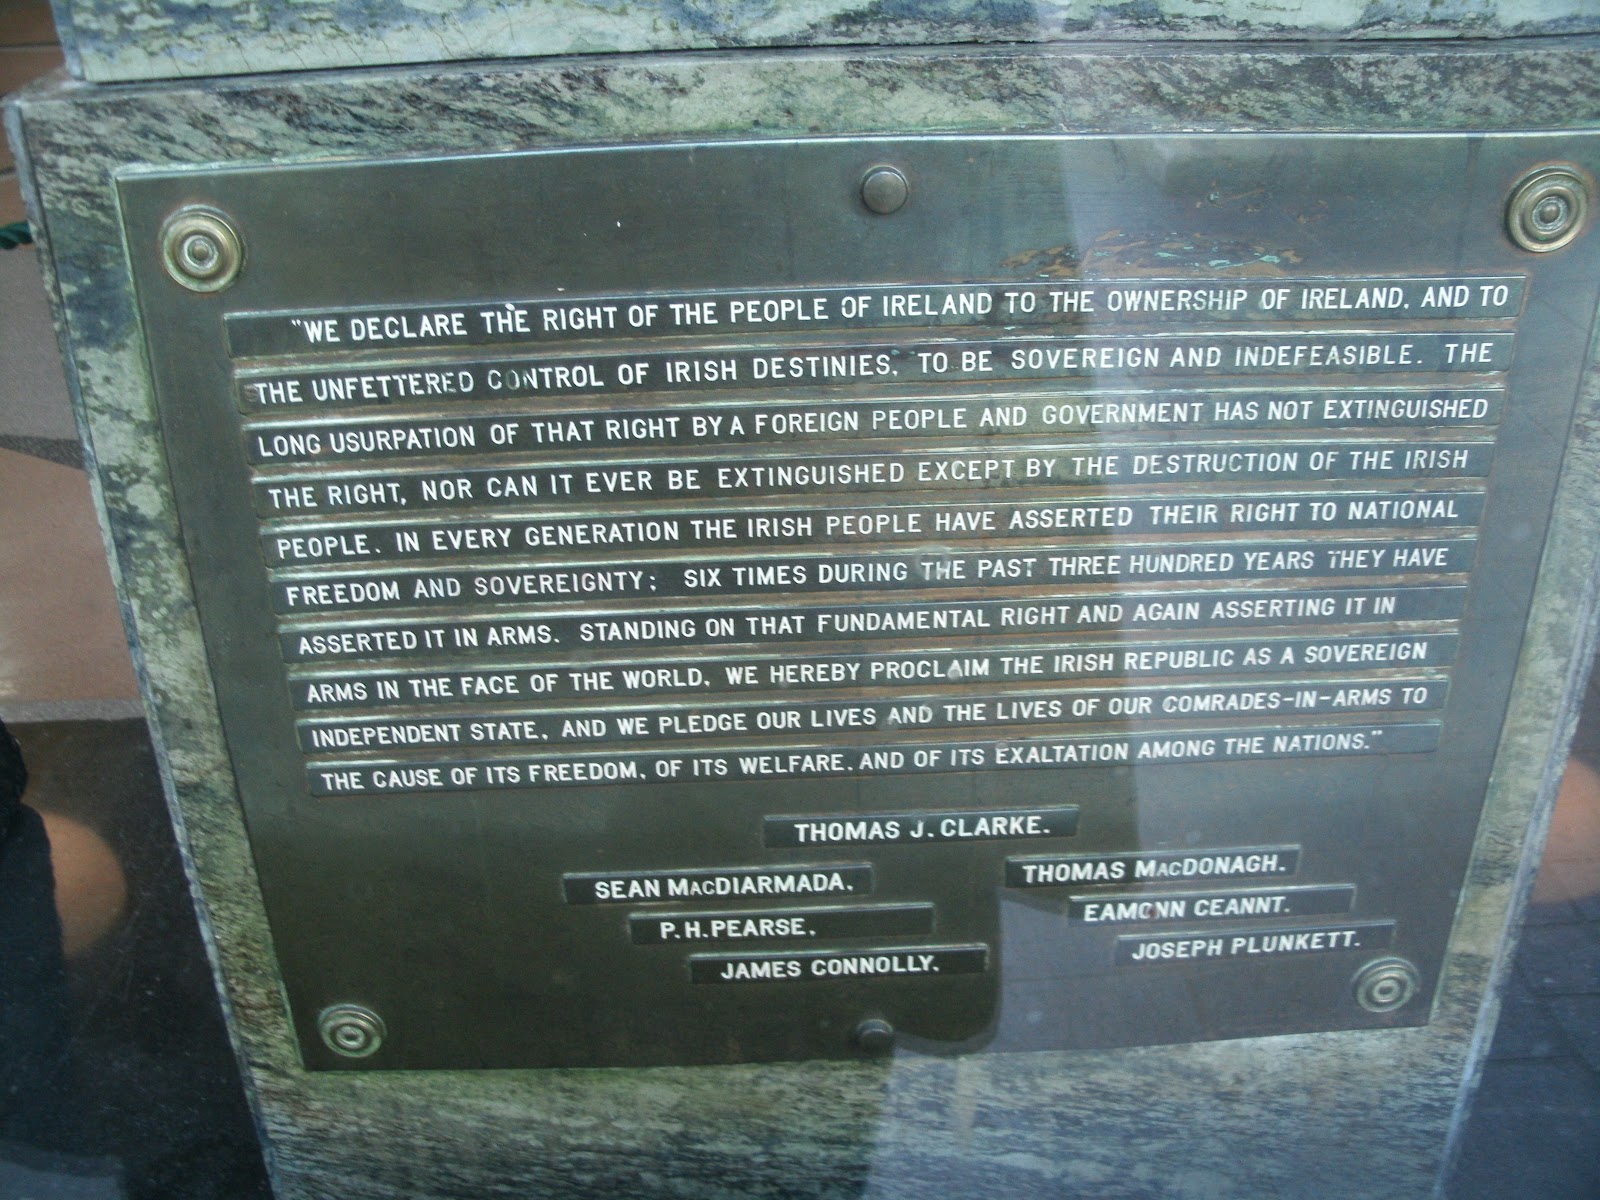 "WE DECLARE THE RIGHT OF THE PEOPLE OF IRELAND TO THE OWNERSHIP OF IRELAND, AND TO
THE UNFETTERED CONTROL OF IRISH DESTINIES, TO BE SOVEREIGN AND INDEFEASIBLE. THE
LONG USURPATION OF THAT RIGHT BY A FOREIGN PEOPLE AND GOVERNMENT HAS NOT EXTINGUISHED
THE RIGHT, NOR CAN IT EVER BE EXTINGUISHED EXCEPT BY THE DESTRUCTION OF THE IRISH
PEOPLE. IN EVERY GENERATION THE IRISH PEOPLE HAVE ASSERTED THEIR RIGHT TO NATIONAL
FREEDOM AND SOVEREIGNTY; SIX TIMES DURING THE PAST THREE HUNDRED YEARS THEY HAVE
ASSERTED IT IN ARMS. STANDING ON THAT FUNDAMENTAL RIGHT AND AGAIN ASSERTING IT IN
ARMS IN THE FACE OF THE WORLD, WE HEREBY PROCLAIM THE IRISH REPUBLIC AS A SOVEREIGN
INDEPENDENT STATE, AND WE PLEDGE OUR LIVES AND THE LIVES OF OUR COMRADES-IN-ARMS TO
THE CAUSE OF ITS FREEDOM, OF ITS WELFARE, AND OF ITS EXALTATION AMONG THE NATIONS."
THOMAS J. CLARKE.
SEAN MacDIARMADA,
THOMAS MacDONAGH.
P.H. PEARSE,
EAMONN CEANNT.
JAMES CONNOLLY,
JOSEPH PLUNKETT.